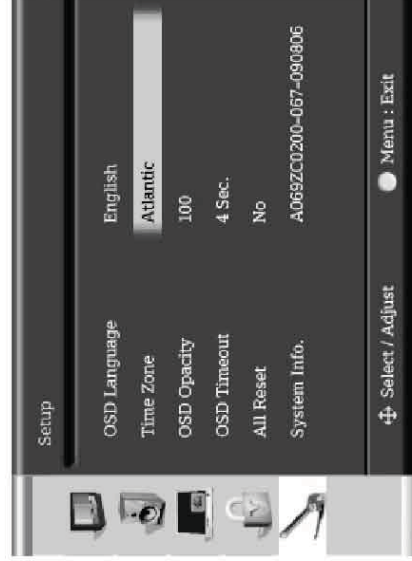 Setup
OSD Language English
Time Zone Atlantic
OSD Opacity 100
OSD Timeout 4 Sec.
All Reset No
System Info. A069ZC0200-067-090806
Select / Adjust Menu : Exit